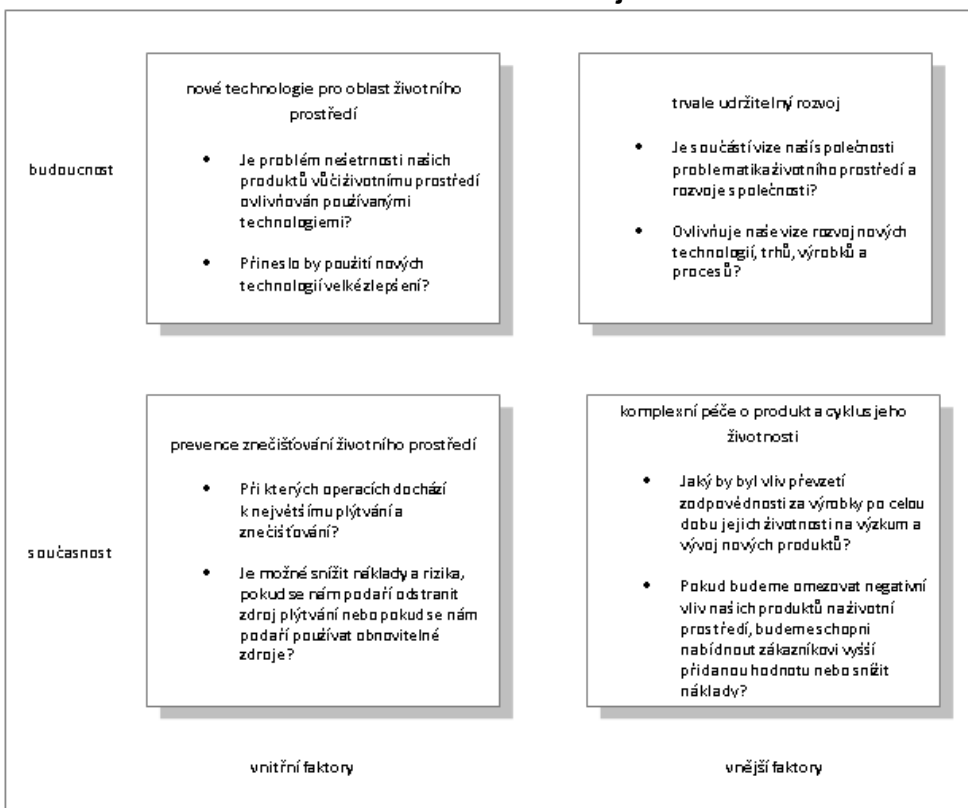 nové technologie pro oblast životního
prostředí
• Je problém nešetrnosti našich
produktů vůči životnímu prostředí
ovlivňován používanými
technologiemi?
• Přineslo by použití nových
technologií velké zlepšení?
trvale udržitelný rozvoj
• Je součástí vize naší společnosti
problematika životního prostředí a
rozvoje společnosti?
• Ovlivňuje naše vize rozvoj nových
technologií, trhů, výrobků a
procesů?
budoucnost
prevence znečišťování životního prostředí
• Při kterých operacích dochází
k největšímu plýtvání a
znečišťování?
• Je možné snížit náklady a rizika,
pokud se nám podaří odstranit
zdroj plýtvání nebo pokud se nám
podaří používat obnovitelné
zdroje?
komplexní péče o produkt a cyklus jeho
životnosti
• Jaký by byl vliv převzetí
zodpovědnosti za výrobky po celou
dobu jejich životnosti na výzkum a
vývoj nových produktů?
• Pokud budeme omezovat negativní
vliv našich produktů na životní
prostředí, budeme schopni
nabídnout zákazníkovi vyšší
přidanou hodnotu nebo snížit
náklady?
současnost
vnitřní faktory
vnější faktory